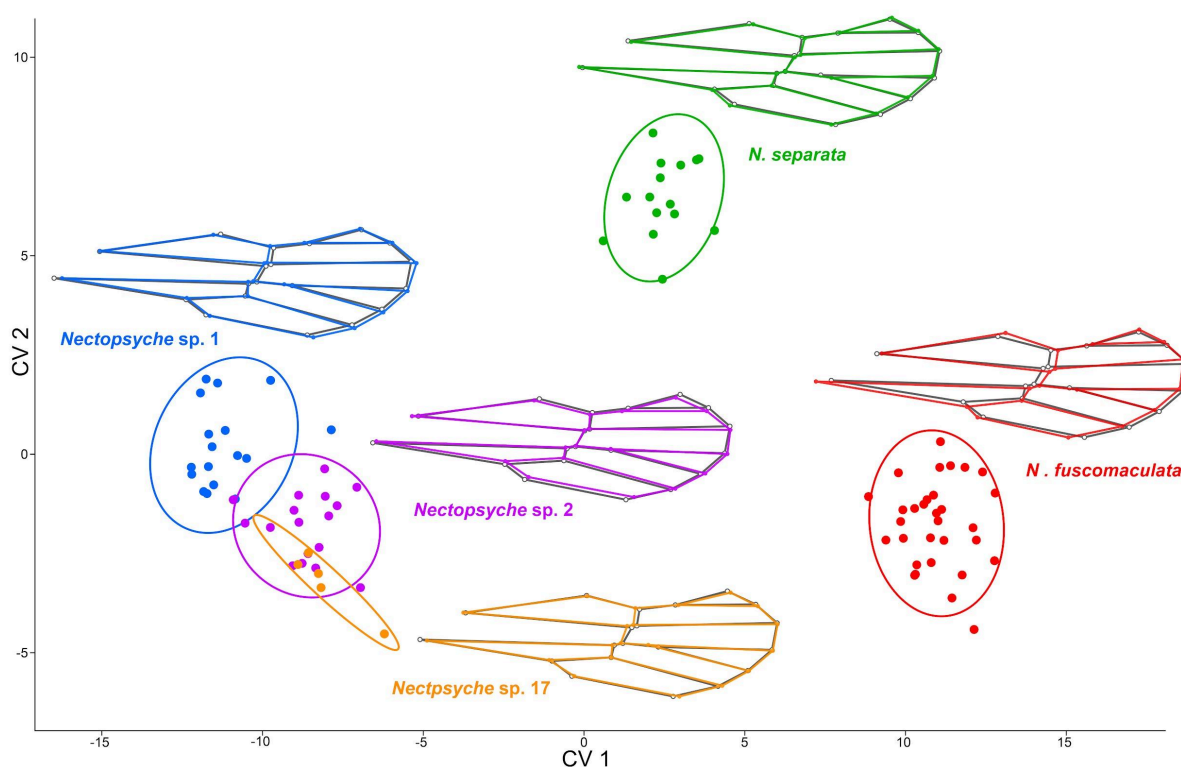 10
N. separata
5
Nectopsyche sp. 1
CV 2
N . fuscomaculata
0
Nectopsyche sp. 2
-5
Nectpsyche sp. 17
-15 -10 -5 0 5 10 15
CV 1